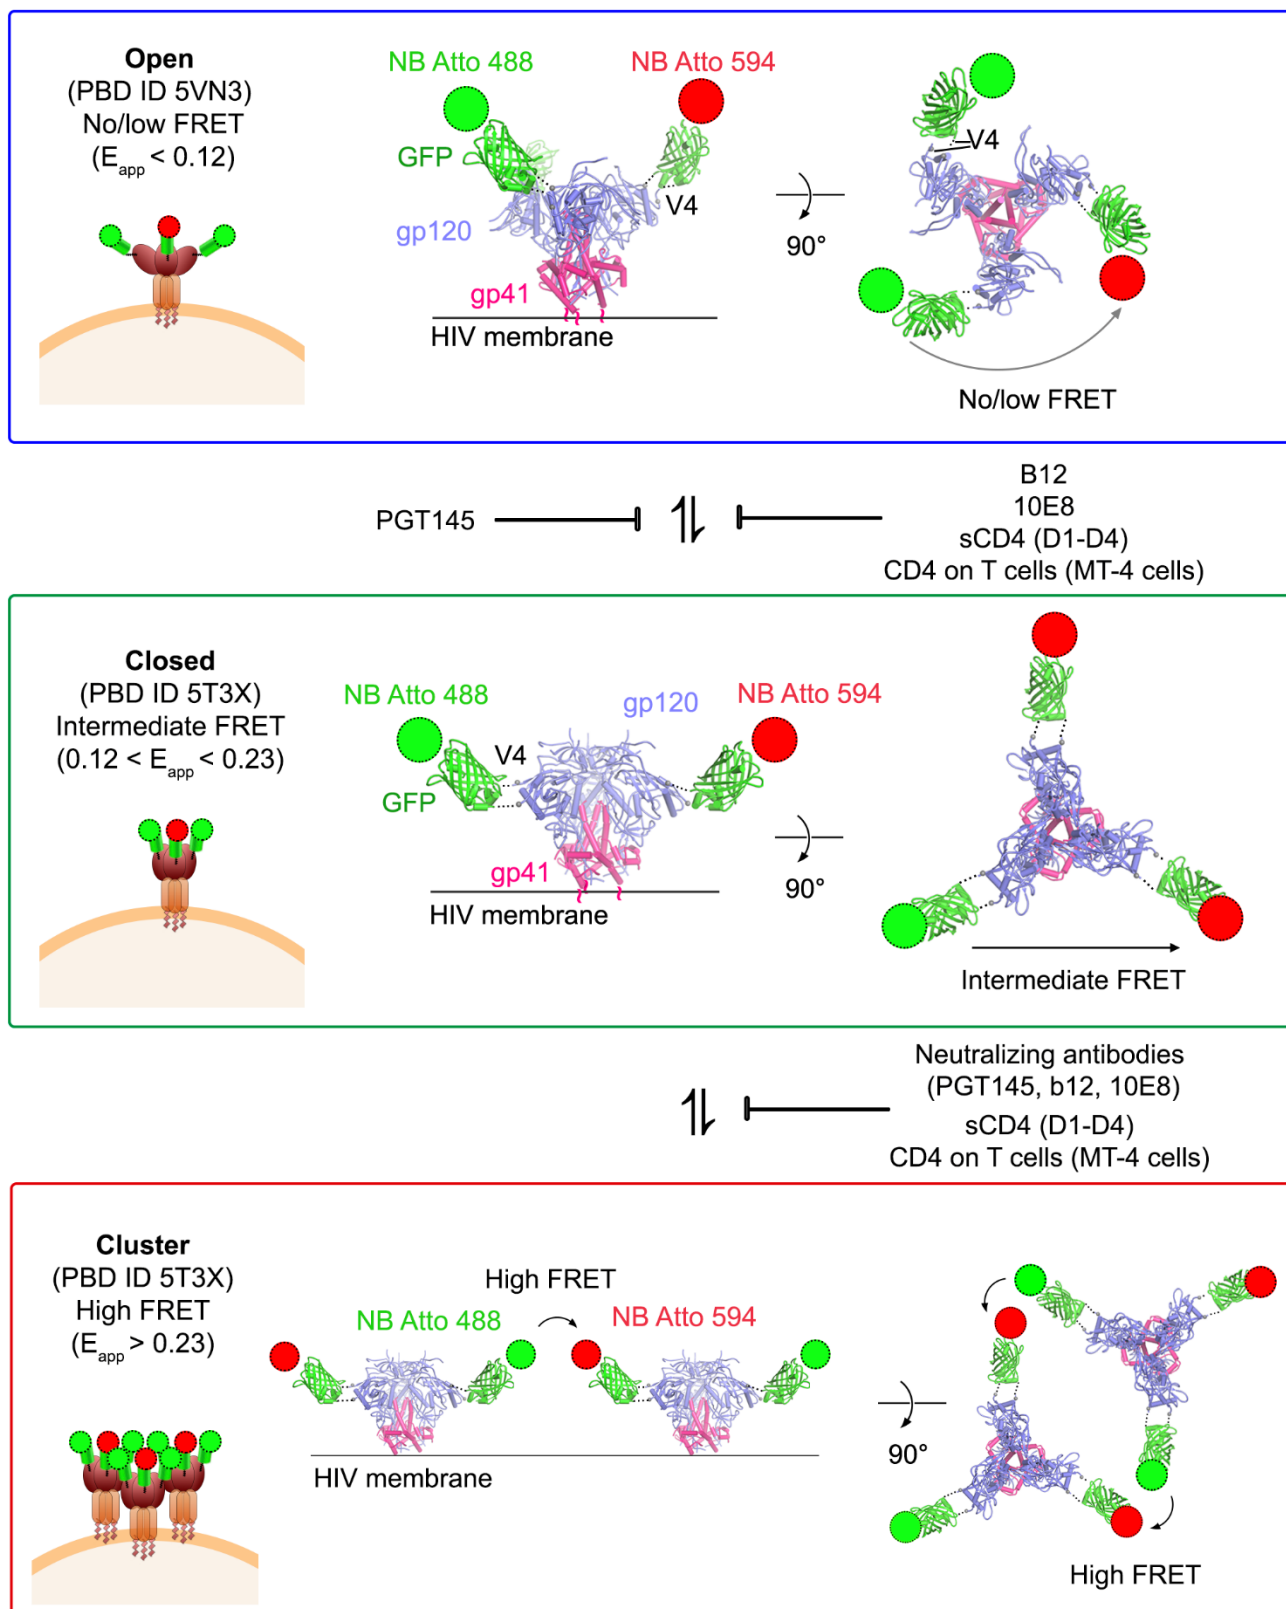 Open
(PBD ID 5VN3)
No/low FRET
(Eapp < 0.12)
NB Atto 488
NB Atto 594
GFP
V4
gp120
gp41
HIV membrane
90°
V4
No/low FRET
PGT145
B12
10E8
sCD4 (D1-D4)
CD4 on T cells (MT-4 cells)
Closed
(PBD ID 5T3X)
Intermediate FRET
(0.12 < Eapp < 0.23)
NB Atto 488
gp120
NB Atto 594
V4
GFP
gp41
HIV membrane
90°
Intermediate FRET
Neutralizing antibodies
(PGT145, b12, 10E8)
sCD4 (D1-D4)
CD4 on T cells (MT-4 cells)
Cluster
(PBD ID 5T3X)
High FRET
(Eapp > 0.23)
High FRET
NB Atto 488
NB Atto 594
HIV membrane
90°
High FRET